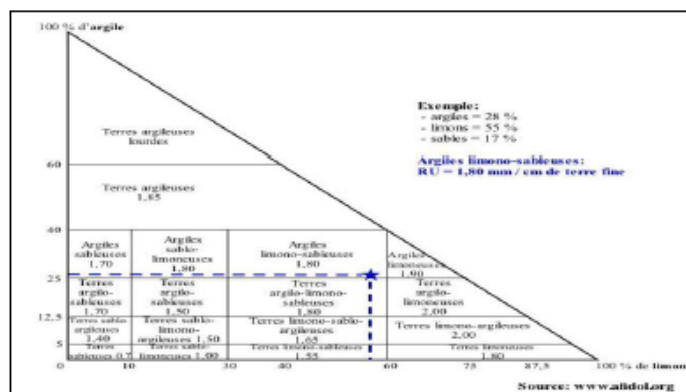 100 % d'argile
Exemple:
- argiles = 28 %
- limons = 55 %
- sables = 17 %
Argiles limono-sableuses:
RU = 1,80 mm / cm de terre fine
Terres argileuses
lourdes
60
Terres argileuses
1,85
40
Argiles
sableuses
1,70
Argiles
sablo-
limoneuses
1,80
Argiles
limono-sableuses
1,80
Argiles
limoneuses
1,90
25
Terres
argilo-
sableuses
1,70
Terres
argilo-
sableuses
1,80
Terres
argilo-limono-
sableuses
1,80
Terres
argilo-
limoneuses
2,00
12,5
Terres sablo
argileuses
1,40
Terres sablo-
limono-
argileuses 1,50
Terres limono-sablo-
argileuses
1,65
Terres limono-argileuses
2,00
5
Terres
sableuses 0,7
Terres sablo-
limoneuses 1,00
Terres limono-sableuses
1,55
Terres limoneuses
1,80
0
10
30
40
60
87,5
100 % de limon
Source: www.alidol.org